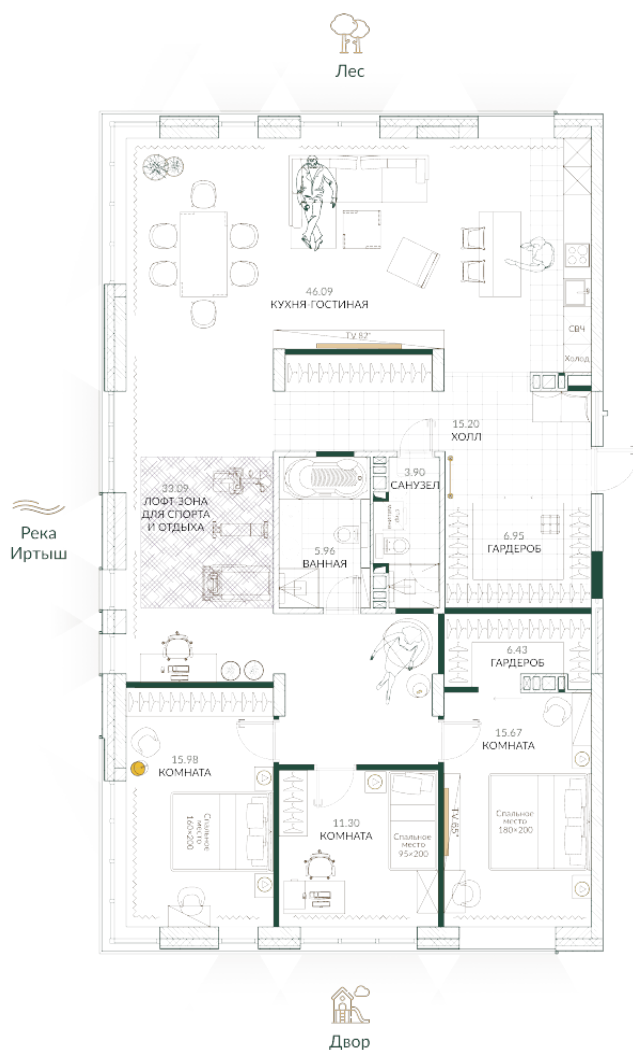 Лес
46.09
КУХНЯ-ГОСТИНАЯ
TV 82"
СВЧ
Холод.
15.20
ХОЛЛ
3.90
САНУЗЕЛ
33.09
ЛОФТ-ЗОНА
ДЛЯ СПОРТА
И ОТДЫХА
Река
Иртыш
5.96
ВАННАЯ
6.95
ГАРДЕРОБ
6.43
ГАРДЕРОБ
15.98
КОМНАТА
15.67
КОМНАТА
Спальное
место
160×200
11.30
КОМНАТА
Спальное
место
95×200
TV 65"
Спальное
место
180×200
Двор